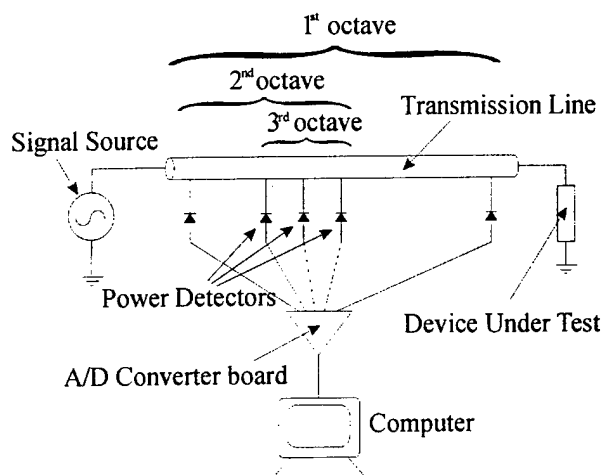 1st octave
2nd octave
3rd octave
Transmission Line
Signal Source
Power Detectors
Device Under Test
A/D Converter board
Computer